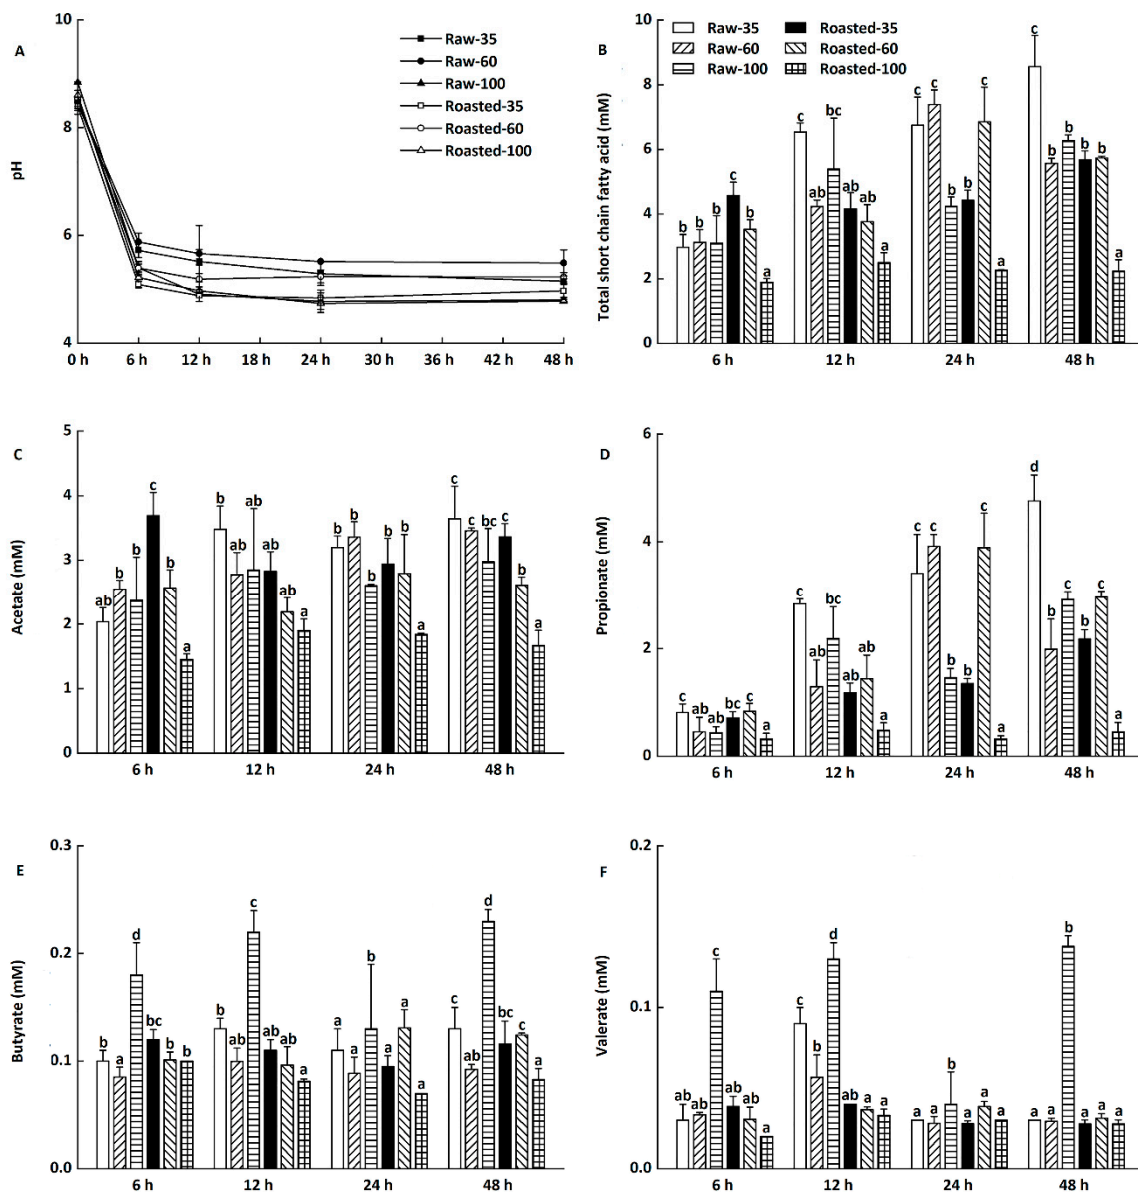 A
pH
10
8
6
4
0 h
6 h
12 h
18 h
24 h
30 h
36 h
42 h
48 h
Raw-35
Raw-60
Raw-100
Roasted-35
Roasted-60
Roasted-100
B
Total short chain fatty acid (mM)
10
8
6
4
2
0
Raw-35 Roasted-35
Raw-60 Roasted-60
Raw-100 Roasted-100
b b b c b a
c ab bc ab ab a
c c b b c a
c b b b b a
6 h 12 h 24 h 48 h
C
Acetate (mM)
5
4
3
2
1
0
ab b b c b a
b ab ab ab ab a
b b b b b a
c c bc c b a
6 h 12 h 24 h 48 h
D
Propionate (mM)
6
4
2
0
c ab ab bc c a
c ab bc ab ab a
c c b b c a
d b c b c a
6 h 12 h 24 h 48 h
E
Butyrate (mM)
0.3
0.2
0.1
0.0
b a d bc b b
b ab c ab ab a
a a b a a a
c ab d bc c a
6 h 12 h 24 h 48 h
F
Valerate (mM)
0.2
0.1
0.0
ab ab c ab ab a
c b d ab a a
a a a a a a
a a b a a a
6 h 12 h 24 h 48 h